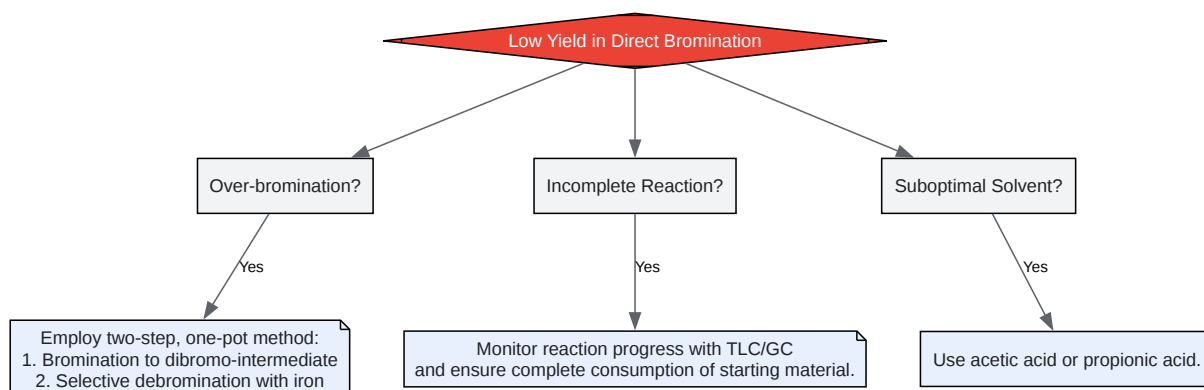 Low Yield in Direct Bromination
Over-bromination?
Incomplete Reaction?
Suboptimal Solvent?
Yes
Yes
Yes
Employ two-step, one-pot method:
1. Bromination to dibromo-intermediate
2. Selective debromination with iron
Monitor reaction progress with TLC/GC
and ensure complete consumption of starting material.
Use acetic acid or propionic acid.